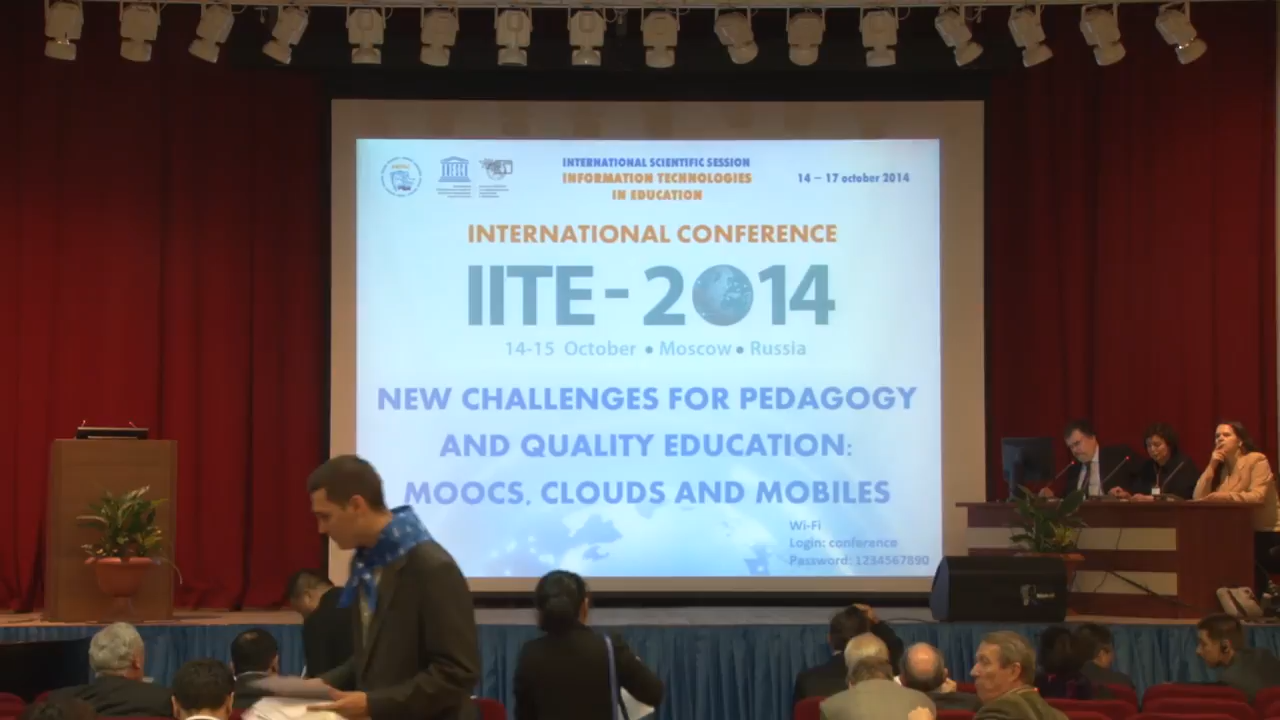 INTERNATIONAL SCIENTIFIC SESSION
INFORMATION TECHNOLOGIES
IN EDUCATION
14 – 17 october 2014
INTERNATIONAL CONFERENCE
IITE - 2014
14-15 October • Moscow • Russia
NEW CHALLENGES FOR PEDAGOGY
AND QUALITY EDUCATION:
MOOCS, CLOUDS AND MOBILES
Wi-Fi
Login: conference
Password: 1234567890